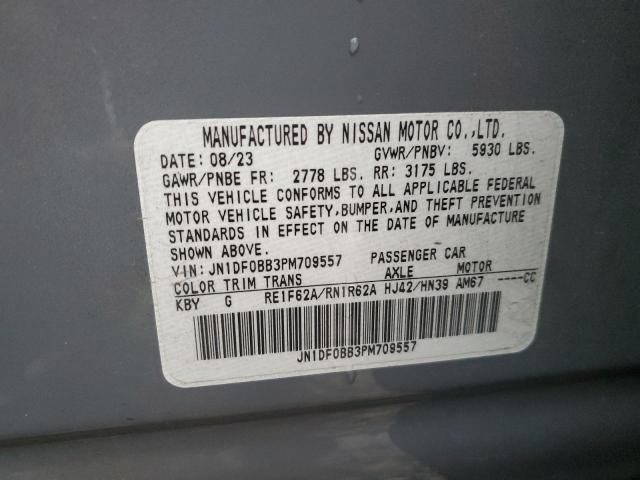 MANUFACTURED BY NISSAN MOTOR CO.,LTD.
DATE: 08/23 GVWR/PNBV: 5930 LBS.
GAWR/PNBE FR: 2778 LBS. RR: 3175 LBS.
THIS VEHICLE CONFORMS TO ALL APPLICABLE FEDERAL
MOTOR VEHICLE SAFETY,BUMPER,AND THEFT PREVENTION
STANDARDS IN EFFECT ON THE DATE OF MANUFACTURE
SHOWN ABOVE.
VIN: JN1DF0BB3PM709557 PASSENGER CAR
COLOR TRIM TRANS AXLE MOTOR
KBY G RE1F62A/RN1R62A HJ42/HN39 AM67 ----CC
JN1DF0BB3PM709557